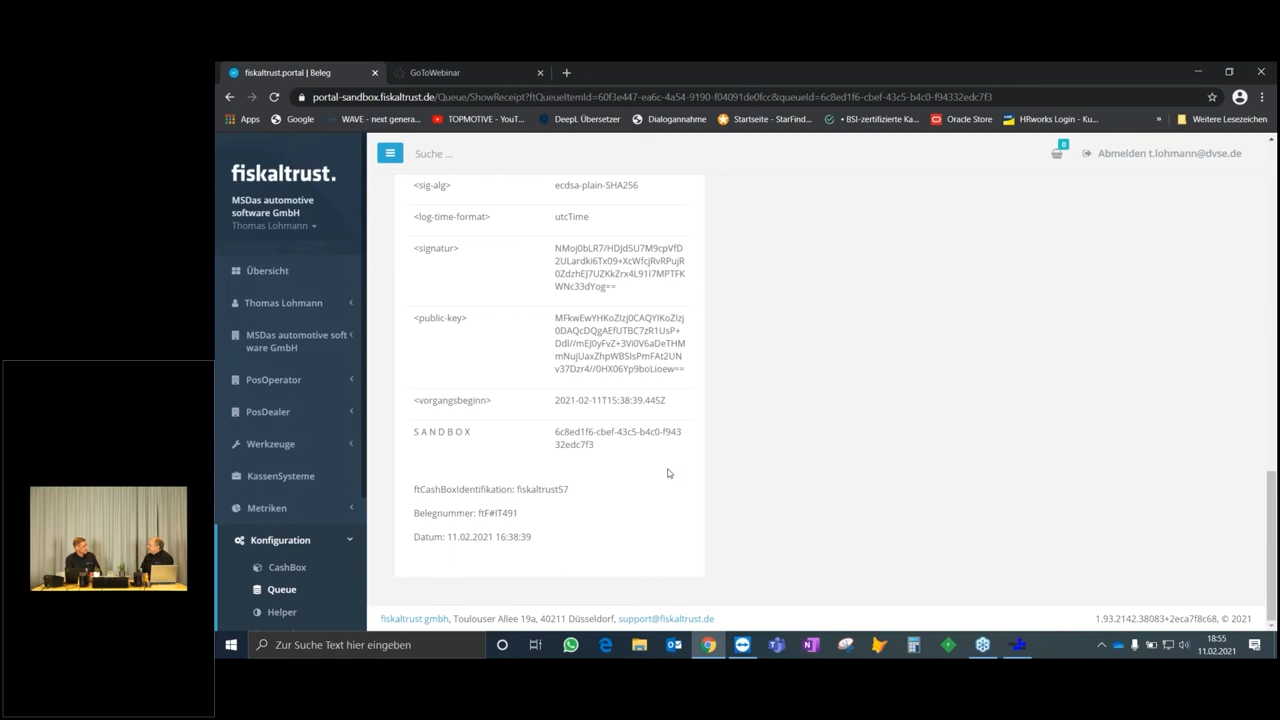 fiskaltrust.portal | Beleg
GoToWebinar
portal-sandbox.fiskaltrust.de/Queue/ShowReceipt?ftQueueItemId=60f3e447-ea6c-4a54-9190-f04091de0fcc&queueId=6c8ed1f6-cbef-43c5-b4c0-f94332edc7f3
Apps
Google
WAVE - next genera...
TOPMOTIVE - YouT...
DeepL Übersetzer
Dialogannahme
Startseite - StarFind...
• BSI-zertifizierte Ka...
Oracle Store
HRworks Login - Ku...
»
Weitere Lesezeichen
fiskaltrust.
MSDas automotive
software GmbH
Thomas Lohmann
Suche ...
0
Abmelden t.lohmann@dvse.de
Übersicht
Thomas Lohmann
MSDas automotive soft
ware GmbH
PosOperator
PosDealer
Werkzeuge
KassenSysteme
Metriken
Konfiguration
CashBox
Queue
Helper
<sig-alg> ecdsa-plain-SHA256
<log-time-format> utcTime
<signatur> NMoj0bLR7/HDJd5U7M9cpVfD
2ULardki6Tx09+XcWfcjRvRPujR
0ZdzhEJ7UZKkZrx4L91I7MPTFK
WNc33dYog==
<public-key> MFkwEwYHKoZIzj0CAQYIKoZIzj
0DAQcDQgAEfUTBC7zR1UsP+
Ddl//mEJ0yFvZ+3Vi0V6aDeTHM
mNujUaxZhpWBSIsPmFAt2UN
v37Dzr4//0HX06Yp9boLioew==
<vorgangsbeginn> 2021-02-11T15:38:39.445Z
S A N D B O X 6c8ed1f6-cbef-43c5-b4c0-f943
32edc7f3
ftCashBoxIdentifikation: fiskaltrust57
Belegnummer: ftF#IT491
Datum: 11.02.2021 16:38:39
fiskaltrust gmbh, Toulouser Allee 19a, 40211 Düsseldorf, support@fiskaltrust.de
1.93.2142.38083+2eca7f8c68, © 2021
Zur Suche Text hier eingeben
18:55
11.02.2021